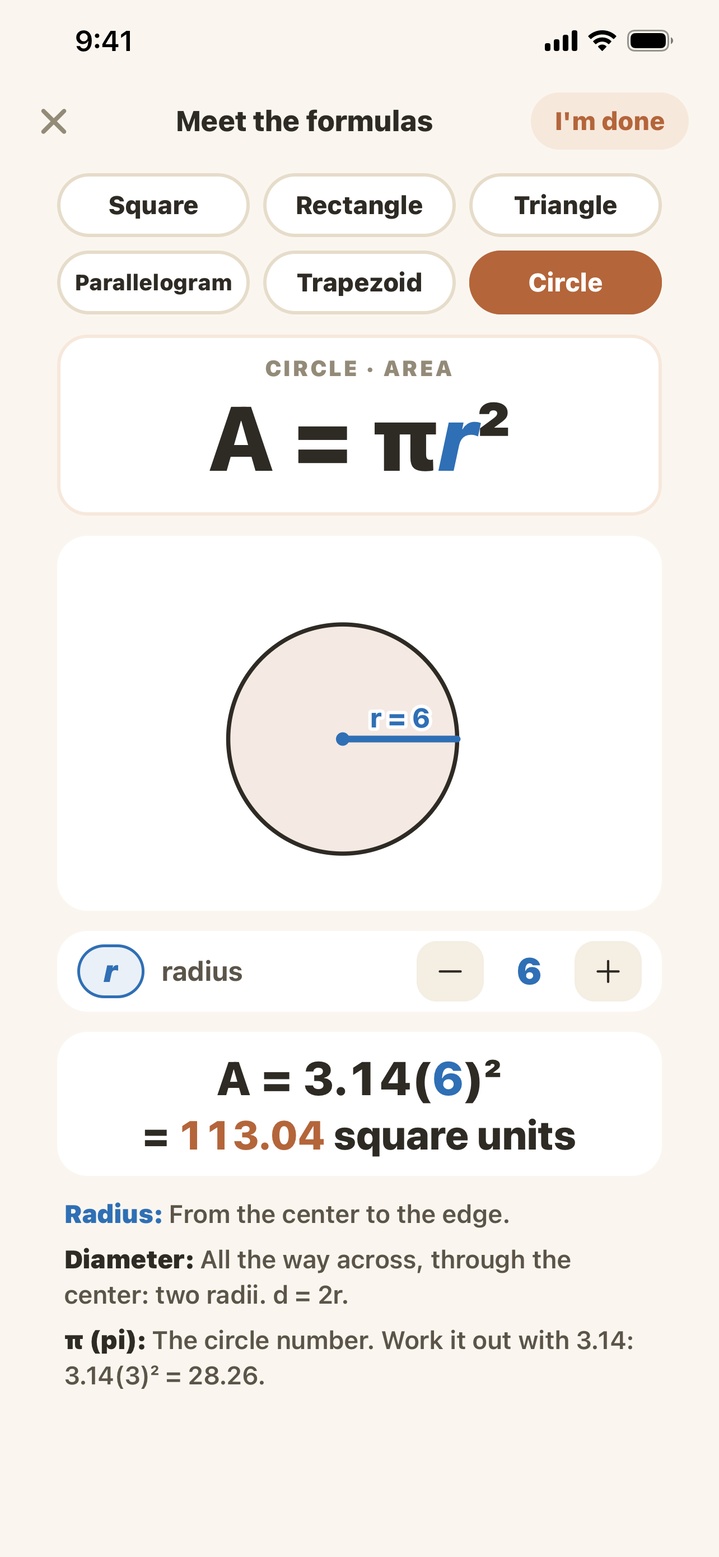 9:41
Meet the formulas
I'm done
Square
Rectangle
Triangle
Parallelogram
Trapezoid
Circle
CIRCLE · AREA
A = πr²
r = 6
r radius − 6 +
A = 3.14(6)²
= 113.04 square units
Radius: From the center to the edge.
Diameter: All the way across, through the
center: two radii. d = 2r.
π (pi): The circle number. Work it out with 3.14:
3.14(3)² = 28.26.